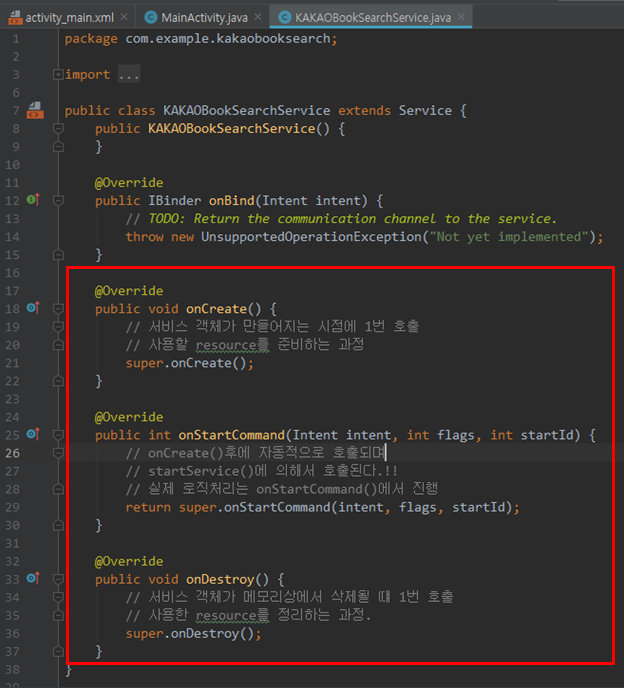 activity_main.xml × MainActivity.java × KAKAOBookSearchService.java ×
1 package com.example.kakaobooksearch;
2
3 import ...
6
7 public class KAKAOBookSearchService extends Service {
8 public KAKAOBookSearchService() {
9 }
10
11 @Override
12 public IBinder onBind(Intent intent) {
13 // TODO: Return the communication channel to the service.
14 throw new UnsupportedOperationException("Not yet implemented");
15 }
16
17 @Override
18 public void onCreate() {
19 // 서비스 객체가 만들어지는 시점에 1번 호출
20 // 사용할 resource를 준비하는 과정
21 super.onCreate();
22 }
23
24 @Override
25 public int onStartCommand(Intent intent, int flags, int startId) {
26 // onCreate()후에 자동적으로 호출되며
27 // startService()에 의해서 호출된다.!!
28 // 실제 로직처리는 onStartCommand()에서 진행
29 return super.onStartCommand(intent, flags, startId);
30 }
31
32 @Override
33 public void onDestroy() {
34 // 서비스 객체가 메모리상에서 삭제될 때 1번 호출
35 // 사용한 resource를 정리하는 과정.
36 super.onDestroy();
37 }
38 }